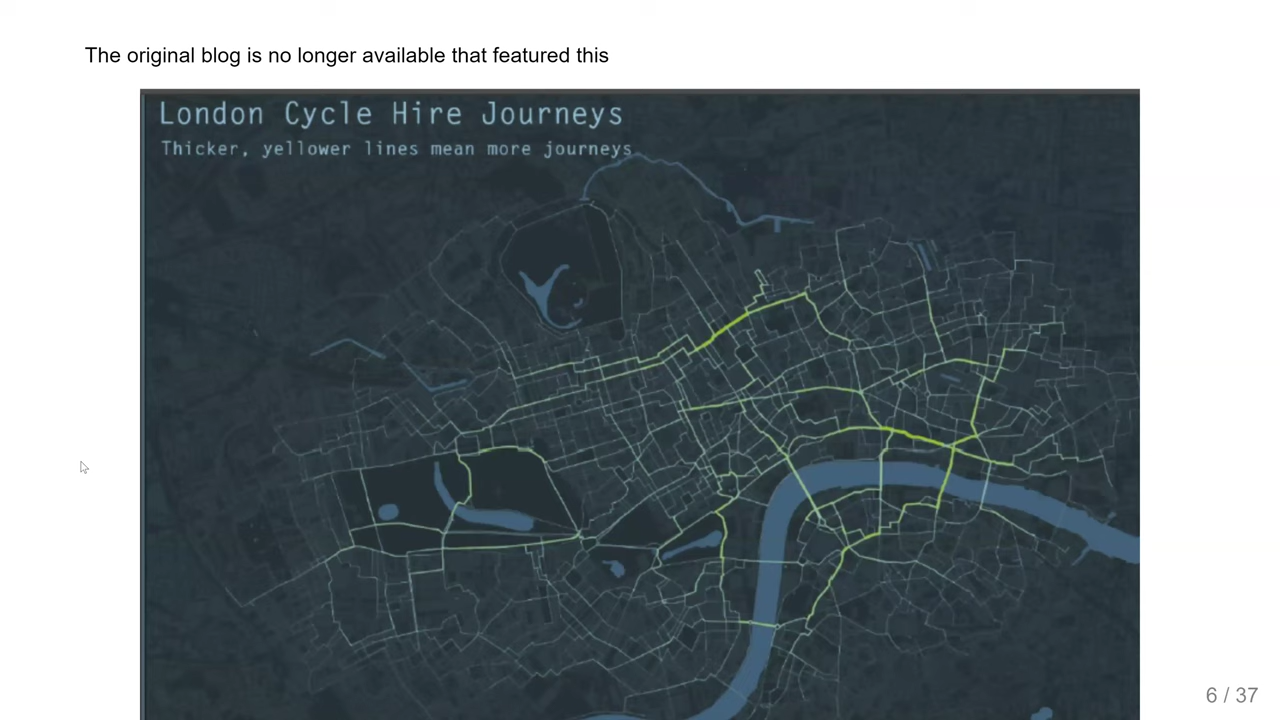 The original blog is no longer available that featured this
London Cycle Hire Journeys
Thicker, yellower lines mean more journeys
6 / 37